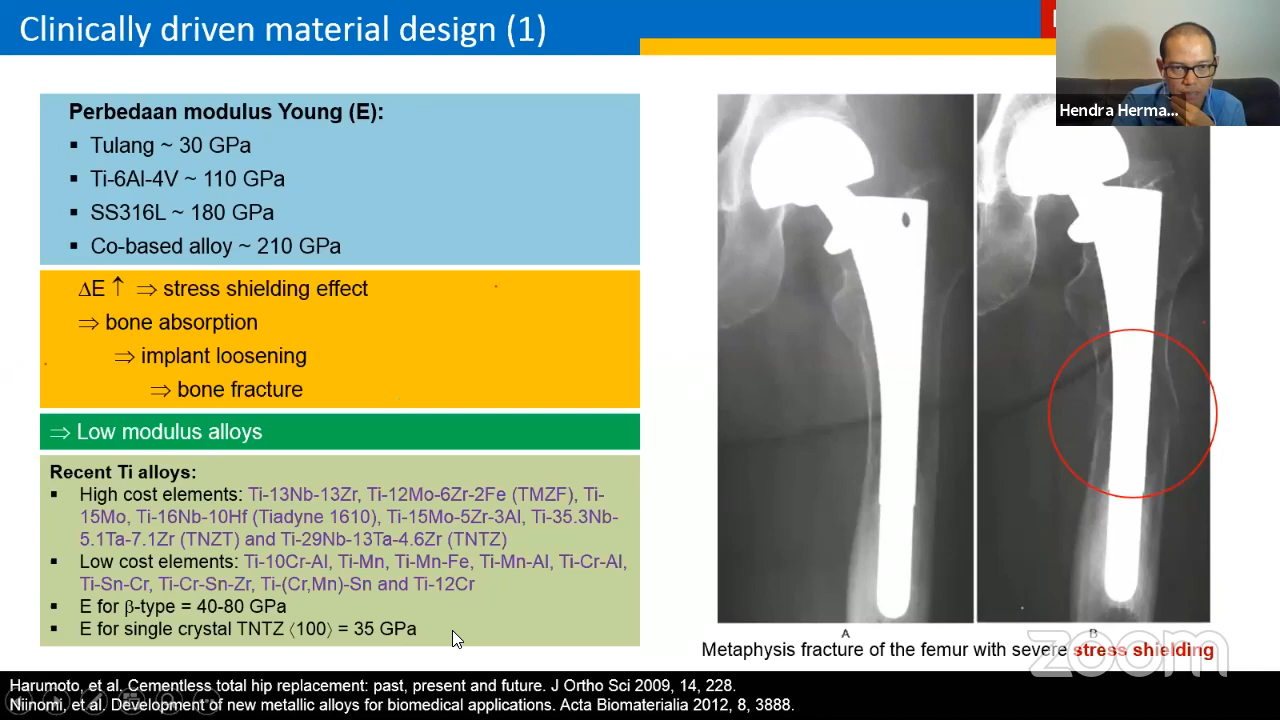 Clinically driven material design (1)
Hendra Herma...
Perbedaan modulus Young (E):
▪ Tulang ~ 30 GPa
▪ Ti-6Al-4V ~ 110 GPa
▪ SS316L ~ 180 GPa
▪ Co-based alloy ~ 210 GPa
ΔE ↑ ⇒ stress shielding effect
⇒ bone absorption
⇒ implant loosening
⇒ bone fracture
⇒ Low modulus alloys
Recent Ti alloys:
▪ High cost elements: Ti-13Nb-13Zr, Ti-12Mo-6Zr-2Fe (TMZF), Ti-
15Mo, Ti-16Nb-10Hf (Tiadyne 1610), Ti-15Mo-5Zr-3Al, Ti-35.3Nb-
5.1Ta-7.1Zr (TNZT) and Ti-29Nb-13Ta-4.6Zr (TNTZ)
▪ Low cost elements: Ti-10Cr-Al, Ti-Mn, Ti-Mn-Fe, Ti-Mn-Al, Ti-Cr-Al,
Ti-Sn-Cr, Ti-Cr-Sn-Zr, Ti-(Cr,Mn)-Sn and Ti-12Cr
▪ E for β-type = 40-80 GPa
▪ E for single crystal TNTZ ⟨100⟩ = 35 GPa
A
B
Metaphysis fracture of the femur with severe stress shielding
zoom
Harumoto, et al. Cementless total hip replacement: past, present and future. J Ortho Sci 2009, 14, 228.
Niinomi, et al. Development of new metallic alloys for biomedical applications. Acta Biomaterialia 2012, 8, 3888.